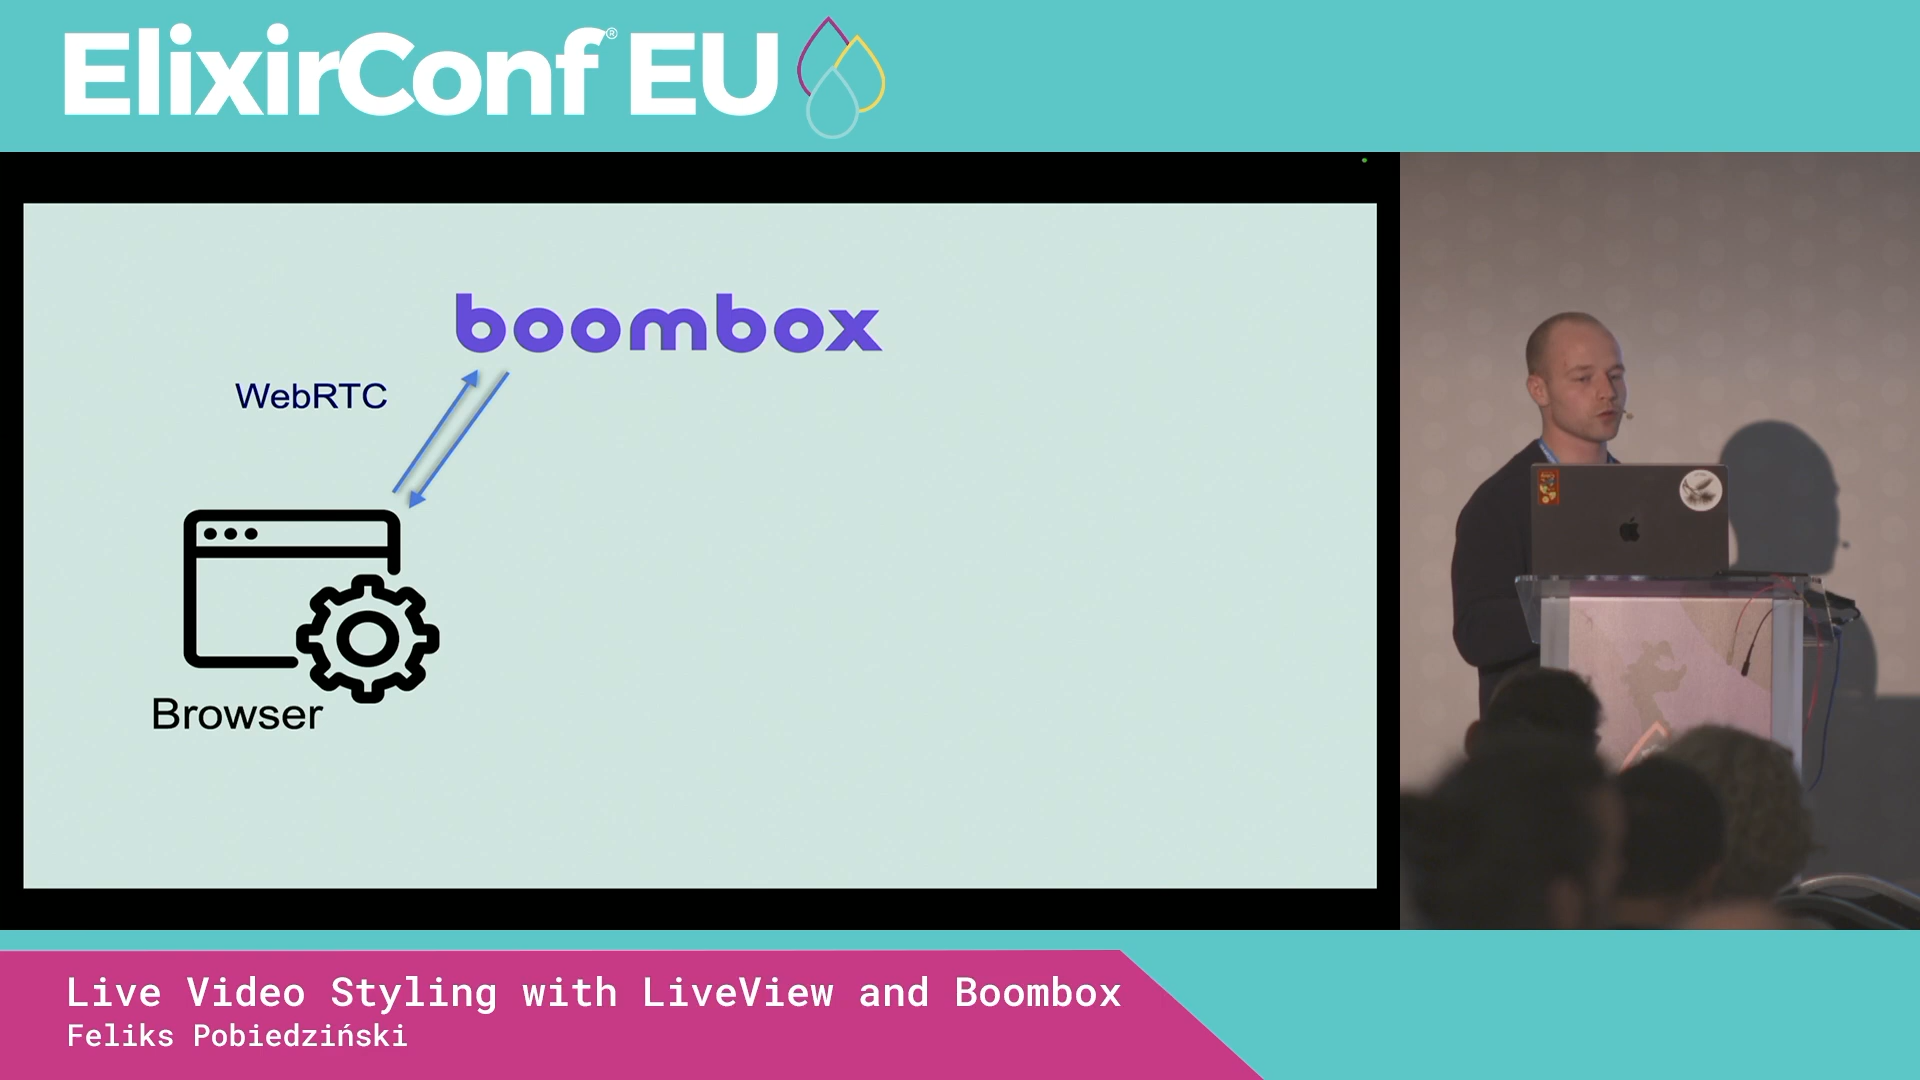 ElixirConf® EU
boombox
WebRTC
Browser
Live Video Styling with LiveView and Boombox
Feliks Pobiedziński